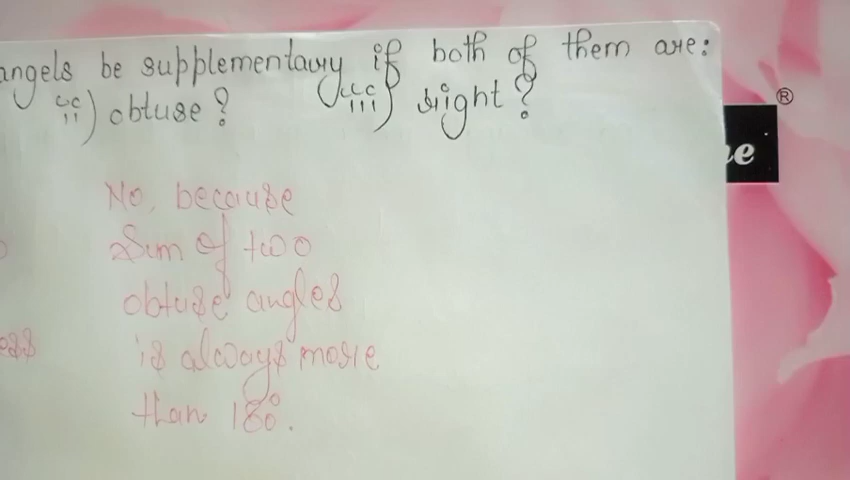 angels be supplementary if both of them are:
ii) obtuse? (iii) right?
®
e
No, because
Sum of two
obtuse angles
ess is always more
than 180°.